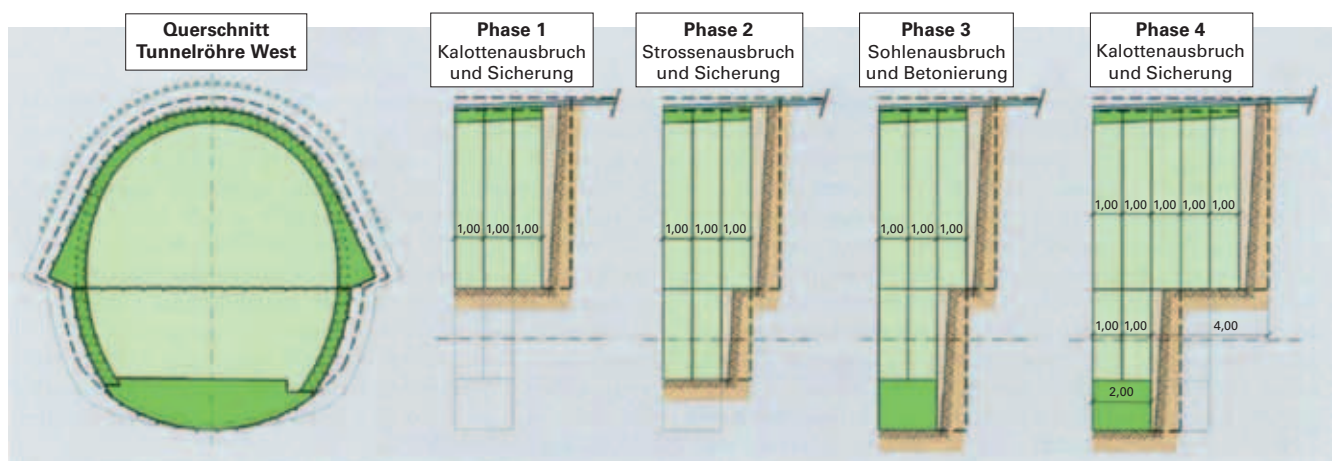 Querschnitt
Tunnelröhre West
Phase 1
Kalottenausbruch
und Sicherung
Phase 2
Strossenausbruch
und Sicherung
Phase 3
Sohlenausbruch
und Betonierung
Phase 4
Kalottenausbruch
und Sicherung
1,00 1,00 1,00
1,00 1,00 1,00
1,00 1,00 1,00
1,00 1,00 1,00 1,00 1,00
1,00 1,00 4,00
2,00